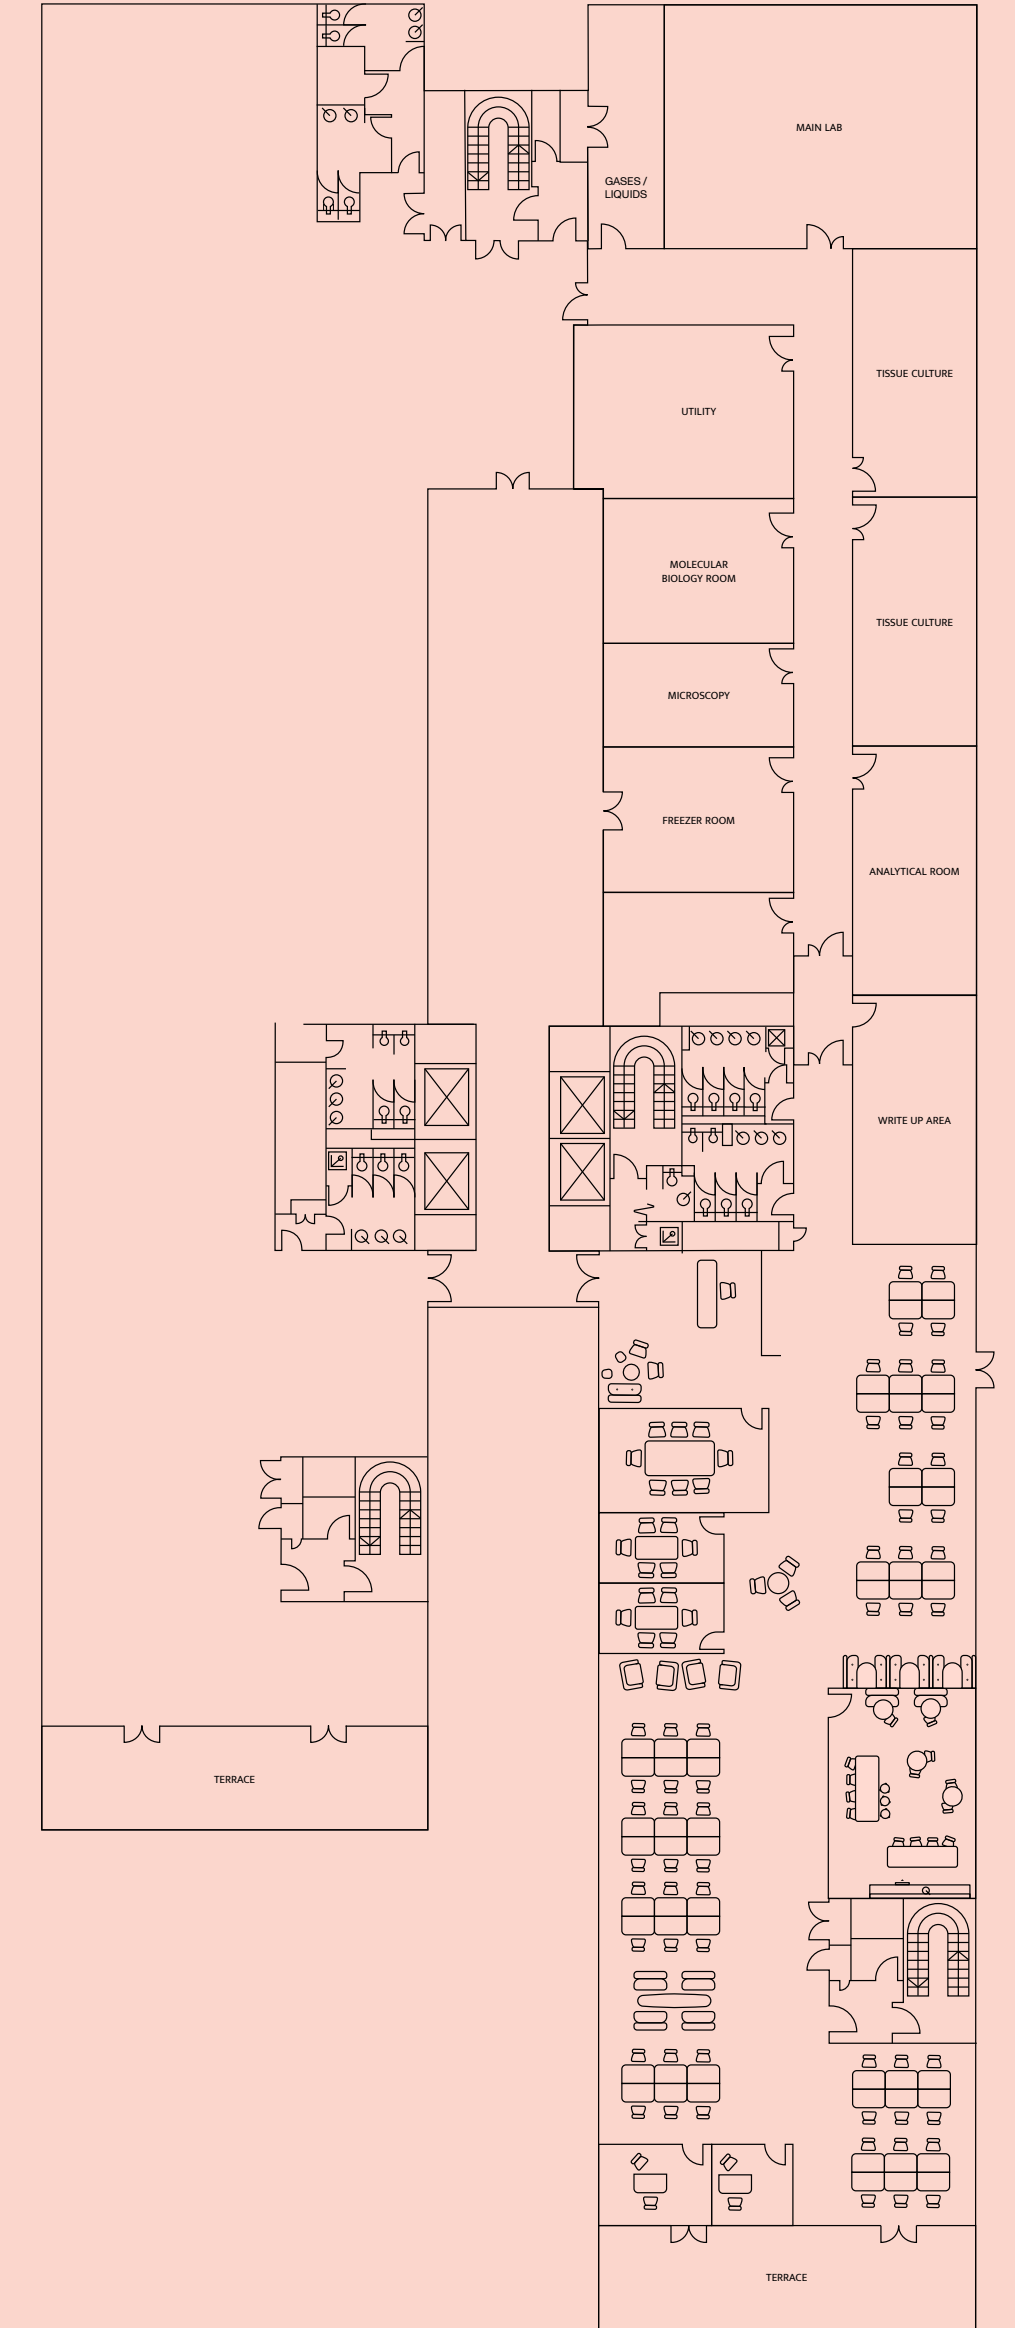 MAIN LAB
GASES /
LIQUIDS
TISSUE CULTURE
UTILITY
MOLECULAR
BIOLOGY ROOM
TISSUE CULTURE
MICROSCOPY
FREEZER ROOM
ANALYTICAL ROOM
WRITE UP AREA
TERRACE
TERRACE